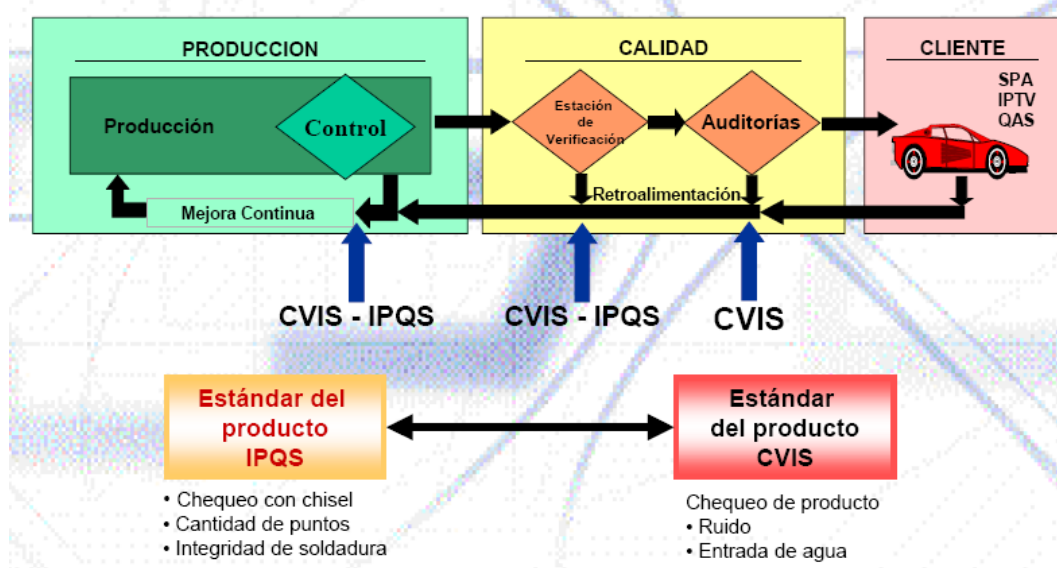 PRODUCCION
CALIDAD
CLIENTE
Producción
Control
Estación
de
Verificación
Auditorías
SPA
IPTV
QAS
Mejora Continua
Retroalimentación
CVIS - IPQS
CVIS - IPQS
CVIS
Estándar del
producto
IPQS
Estándar
del producto
CVIS
• Chequeo con chisel
• Cantidad de puntos
• Integridad de soldadura
Chequeo de producto
• Ruido
• Entrada de agua